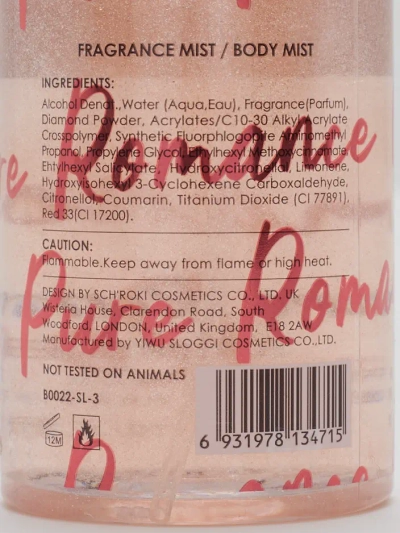 FRAGRANCE MIST / BODY MIST
INGREDIENTS:
Alcohol Denat., Water (Aqua,Eau), Fragrance(Parfum),
Diamond Powder, Acrylates/C10-30 Alkyl Acrylate
Crosspolymer, Synthetic Fluorphlogopite Aminomethyl
Propanol, Propylene Glycol, Ethylhexyl Methoxycinnamate,
Ehtylhexyl Salicylate, Hydroxycitronellal, Limonene,
Hydroxyisohexyl 3-Cyclohexene Carboxaldehyde,
Citronellol, Coumarin, Titanium Dioxide (CI 77891),
Red 33(CI 17200).
CAUTION:
Flammable.Keep away from flame or high heat.
DESIGN BY SCH'ROKI COSMETICS CO., LTD. UK
Wisteria House, Clarendon Road, South
Woodford, LONDON, United Kingdom, E18 2AW
Manufactured by YIWU SLOGGI COSMETICS CO.,LTD.
NOT TESTED ON ANIMALS
B0022-SL-3
12M
6 931978 134715
Romance
Pure Roma